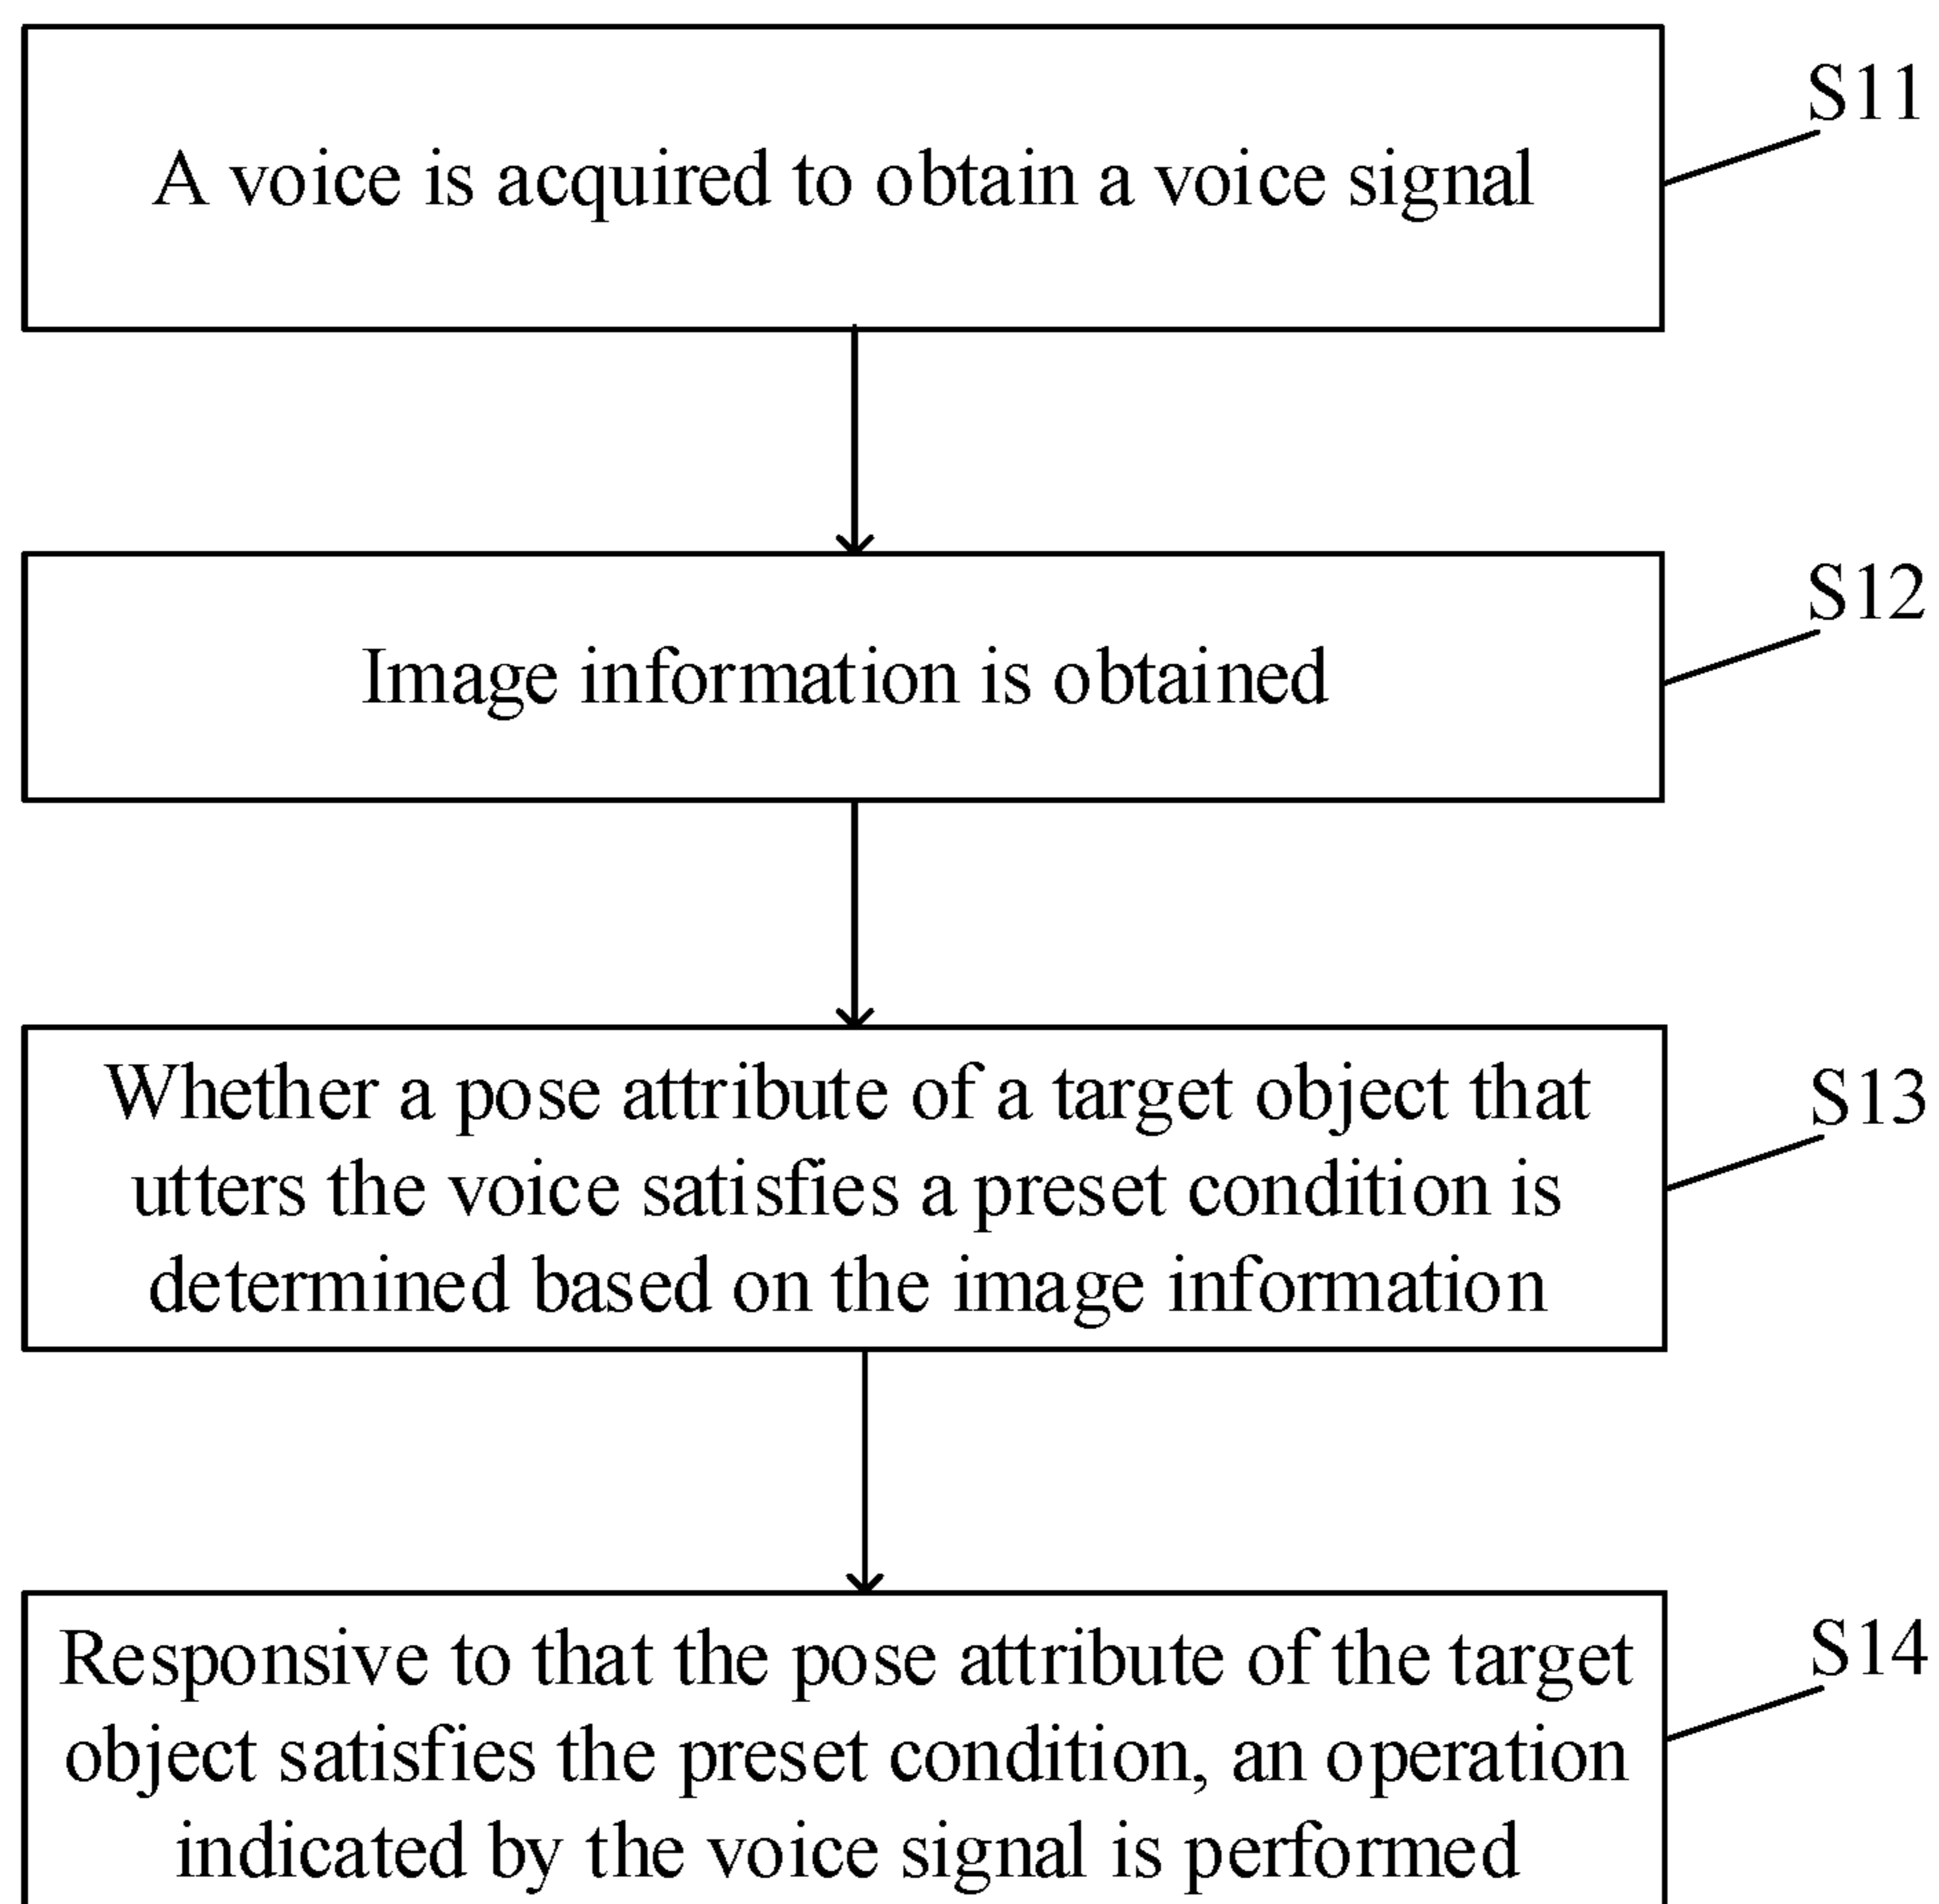 S11
A voice is acquired to obtain a voice signal
S12
Image information is obtained
S13
Whether a pose attribute of a target object that
utters the voice satisfies a preset condition is
determined based on the image information
S14
Responsive to that the pose attribute of the target
object satisfies the preset condition, an operation
indicated by the voice signal is performed